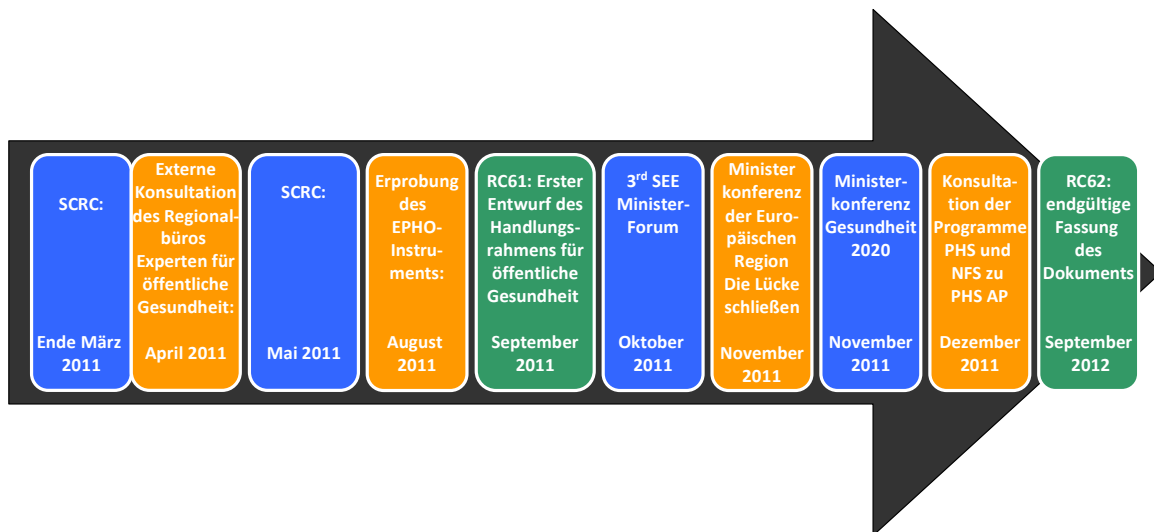 SCRC:
Ende März
2011
Externe
Konsultation
des Regional-
büros
Experten für
öffentliche
Gesundheit:
April 2011
SCRC:
Mai 2011
Erprobung
des
EPHO-
Instru-
ments:
August
2011
RC61: Erster
Entwurf des
Handlungs-
rahmens für
öffentliche
Gesundheit
September
2011
3rd SEE
Minister-
Forum
Oktober
2011
Minister
konferenz
der Euro-
päischen
Region
Die Lücke
schließen
November
2011
Minister-
konferenz
Gesundheit
2020
November
2011
Konsulta-
tion der
Programme
PHS und
NFS zu
PHS AP
Dezember
2011
RC62:
endgültige
Fassung
des
Dokuments
September
2012